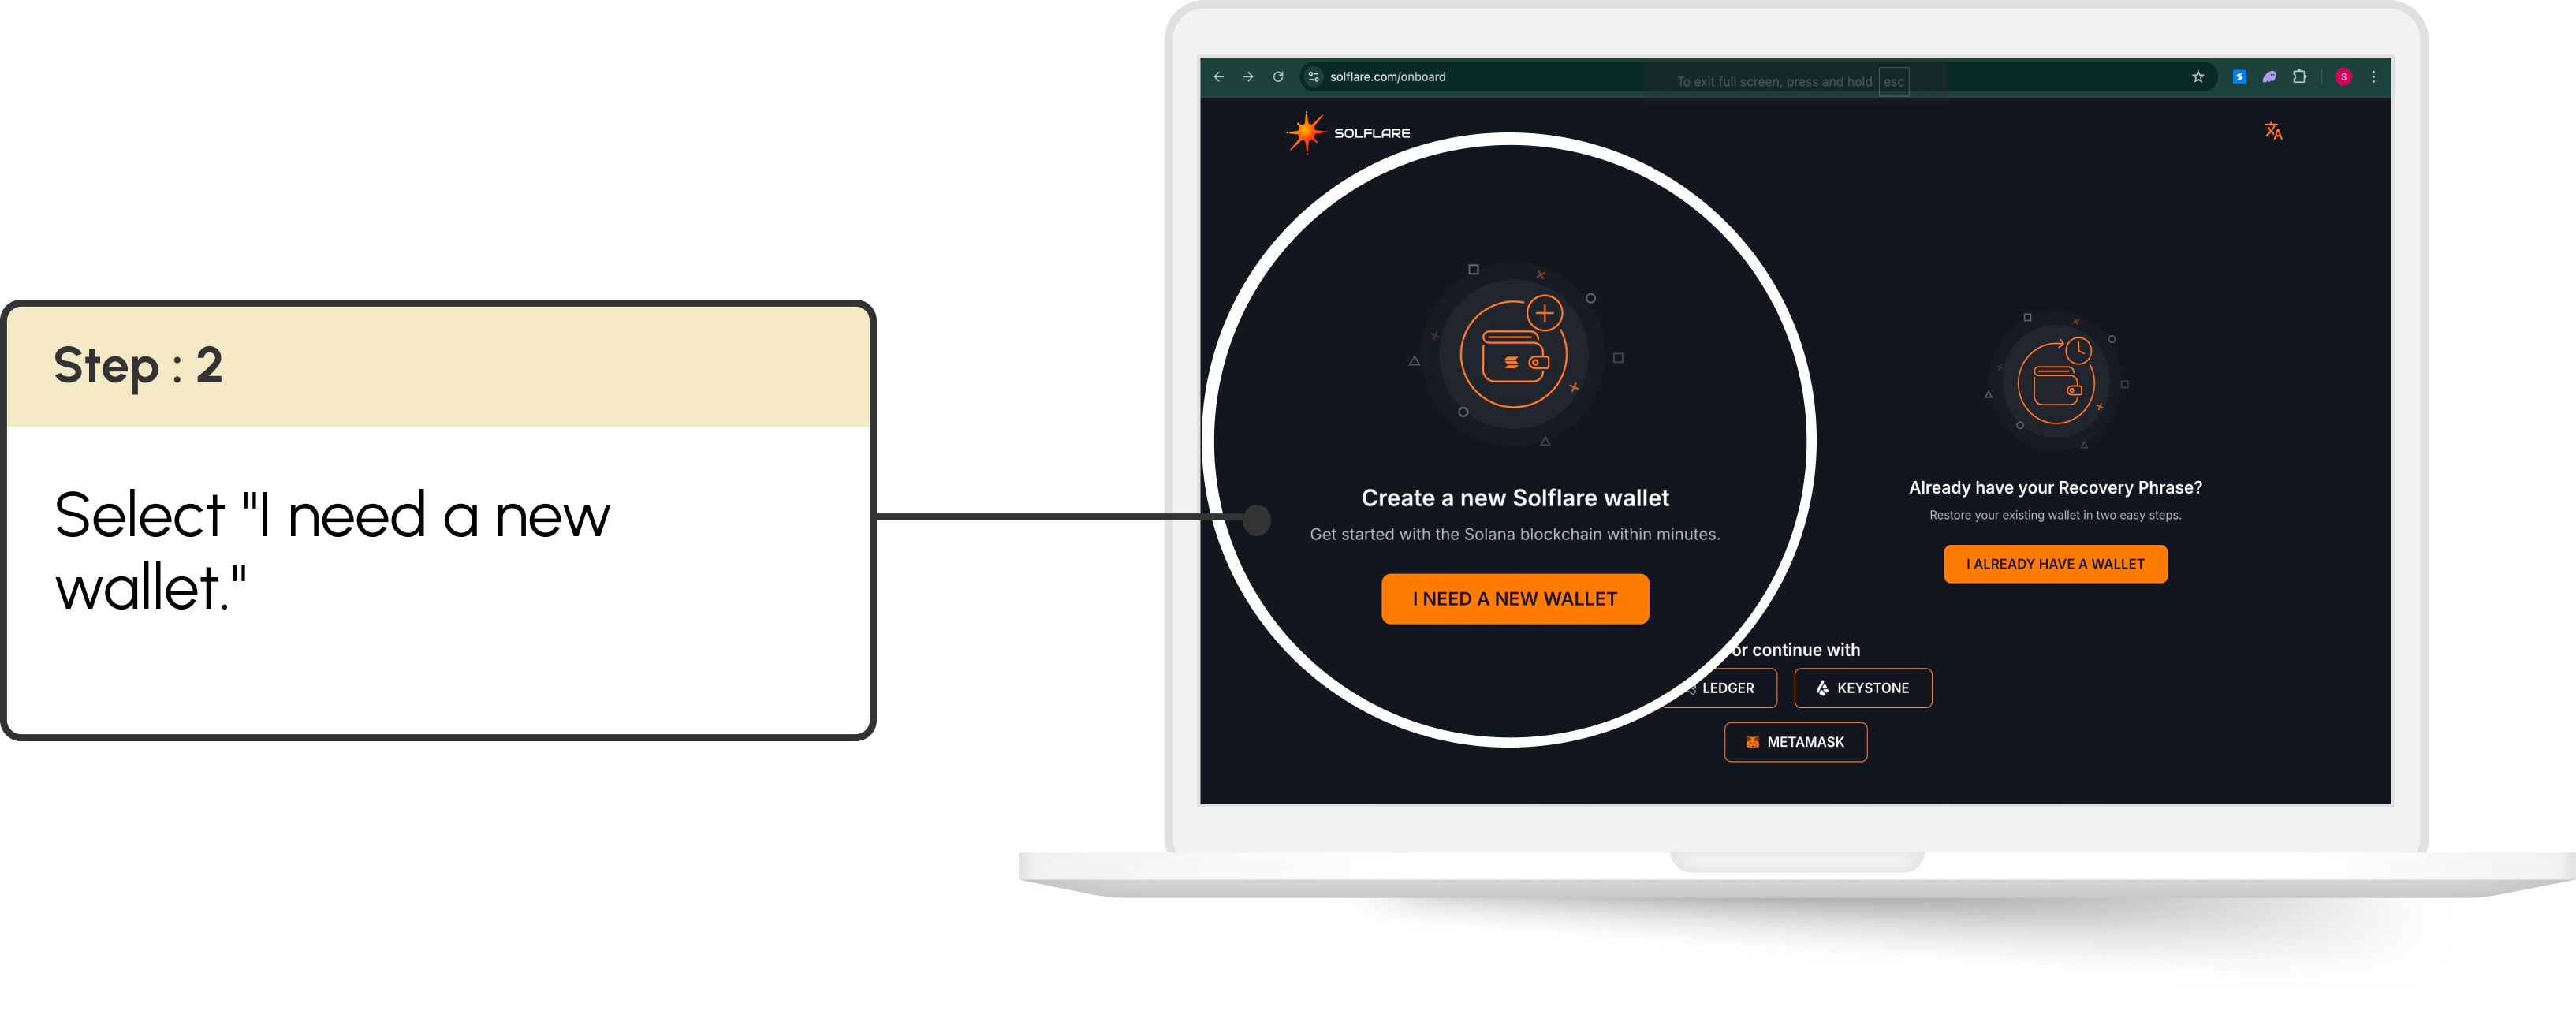 Step : 2
Select "I need a new
wallet."
solflare.com/onboard
To exit full screen, press and hold esc
S
SOLFLARE
Create a new Solflare wallet
Get started with the Solana blockchain within minutes.
I NEED A NEW WALLET
Already have your Recovery Phrase?
Restore your existing wallet in two easy steps.
I ALREADY HAVE A WALLET
or continue with
LEDGER
KEYSTONE
METAMASK